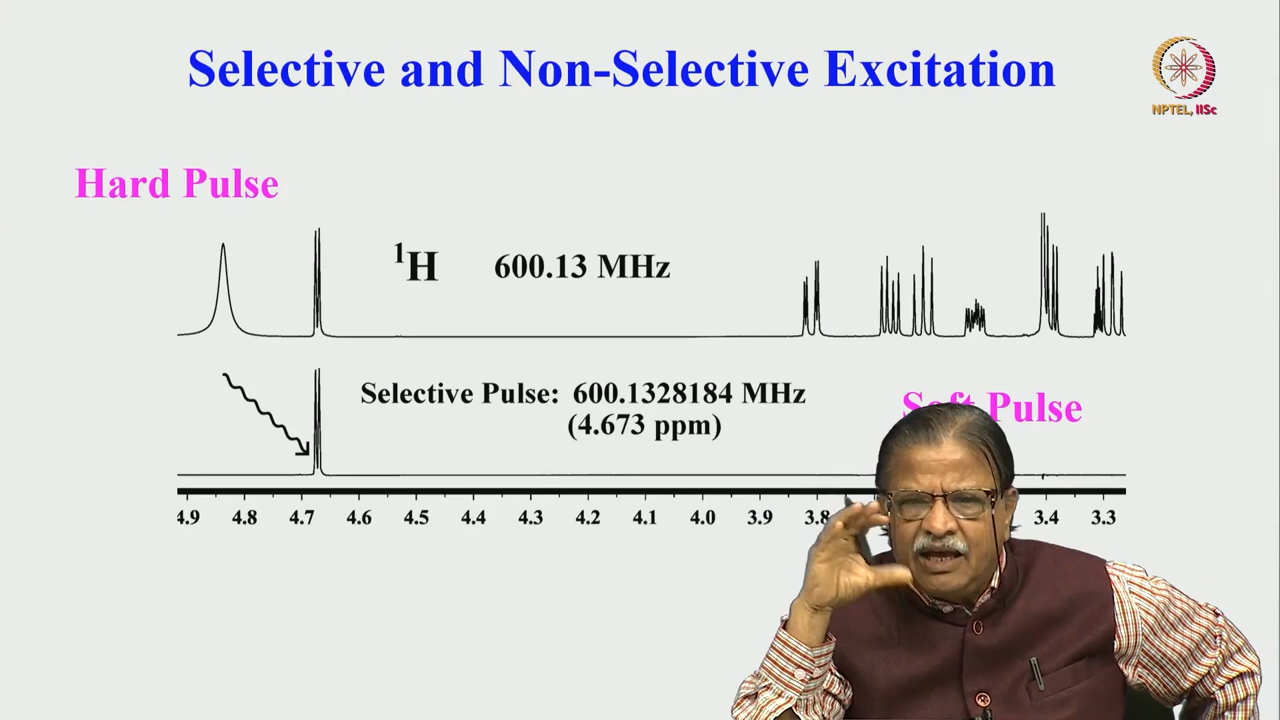 Selective and Non-Selective Excitation
NPTEL, IISc
Hard Pulse
¹H 600.13 MHz
Selective Pulse: 600.1328184 MHz
(4.673 ppm)
Soft Pulse
4.9 4.8 4.7 4.6 4.5 4.4 4.3 4.2 4.1 4.0 3.9 3.8 3.4 3.3